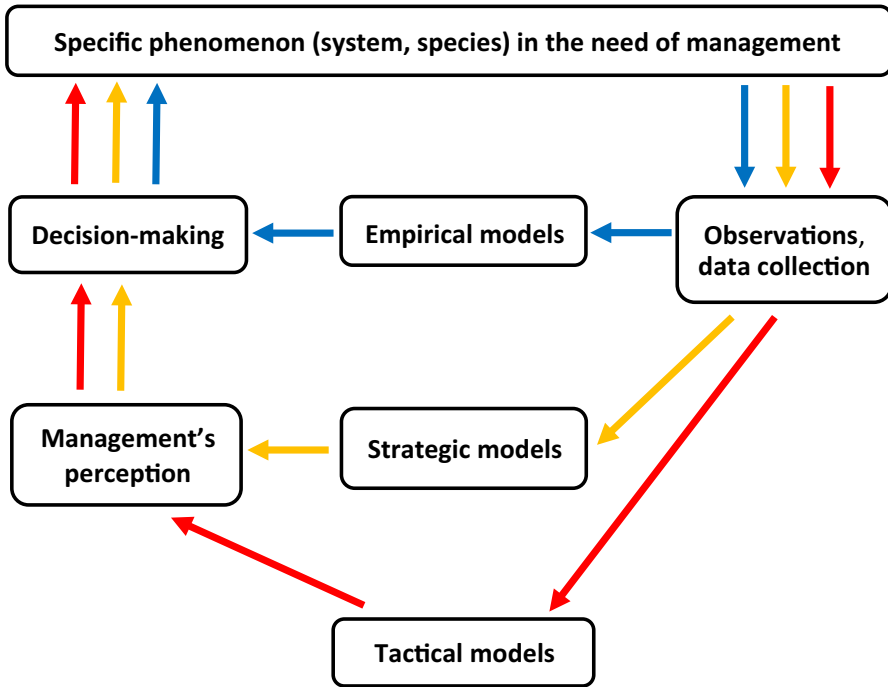 Specific phenomenon (system, species) in the need of management
Decision-making
Empirical models
Observations,
data collection
Management’s
perception
Strategic models
Tactical models